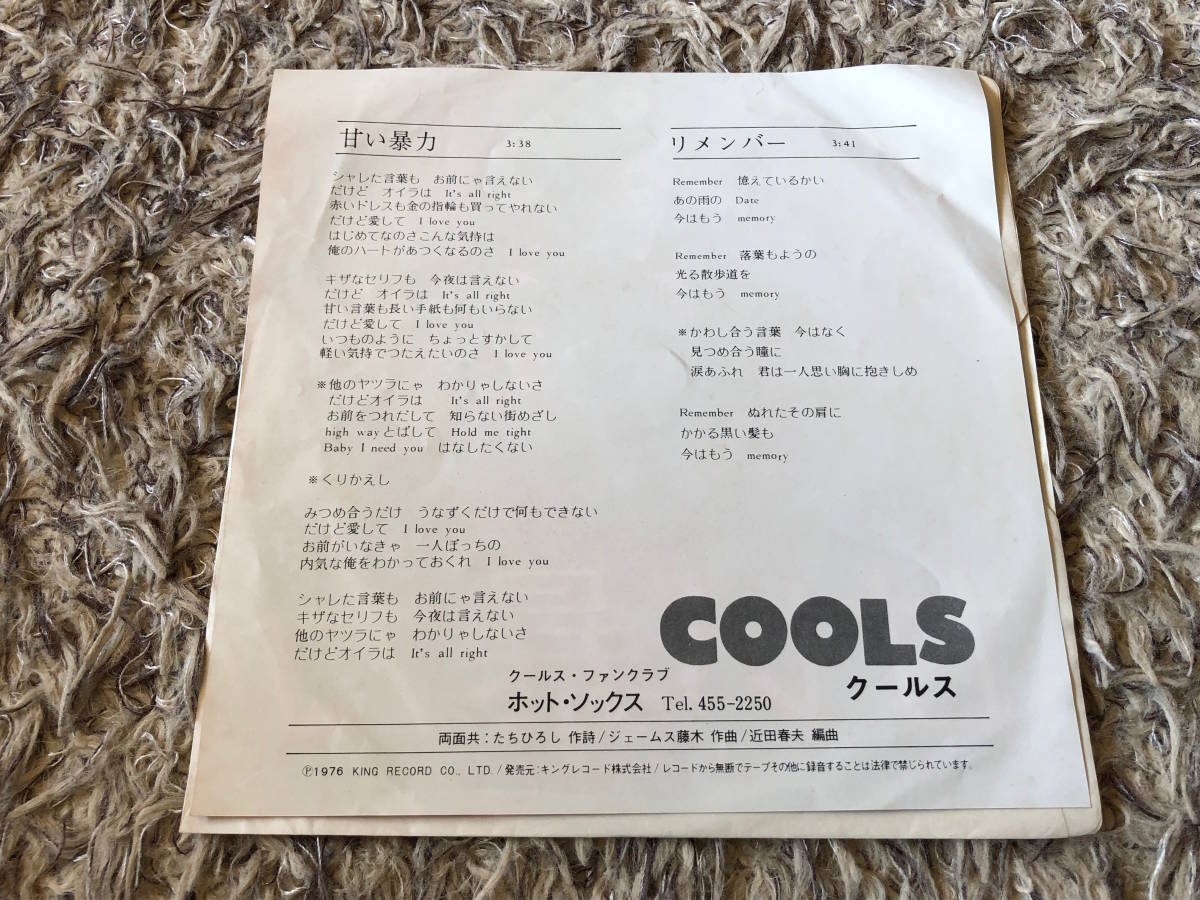 甘い暴力 3:38
シャレた言葉も お前にゃ言えない
だけど オイラは It's all right
赤いドレスも金の指輪も買ってやれない
だけど愛して I love you
はじめてなのさこんな気持は
俺のハートがあつくなるのさ I love you
キザなセリフも 今夜は言えない
だけど オイラは It's all right
甘い言葉も長い手紙も何もいらない
だけど愛して I love you
いつものように ちょっとすかして
軽い気持でつたえたいのさ I love you
※他のヤツラにゃ わかりゃしないさ
だけどオイラは It's all right
お前をつれだして 知らない街めざし
high wayとばして Hold me tight
Baby I need you はなしたくない
※くりかえし
みつめ合うだけ うなずくだけで何もできない
だけど愛して I love you
お前がいなきゃ 一人ぼっちの
内気な俺をわかっておくれ I love you
シャレた言葉も お前にゃ言えない
キザなセリフも 今夜は言えない
他のヤツラにゃ わかりゃしないさ
だけどオイラは It's all right
リメンバー 3:41
Remember 憶えているかい
あの雨の Date
今はもう memory
Remember 落葉もようの
光る散歩道を
今はもう memory
※かわし合う言葉 今はなく
見つめ合う瞳に
涙あふれ 君は一人思い胸に抱きしめ
Remember ぬれたその肩に
かかる黒い髪も
今はもう memory
COOLS
クールス
クールス・ファンクラブ
ホット・ソックス Tel. 455-2250
両面共：たちひろし 作詩/ジェームス藤木 作曲/近田春夫 編曲
Ⓟ1976 KING RECORD CO., LTD./発売元：キングレコード株式会社/レコードから無断でテープその他に録音することは法律で禁じられています。